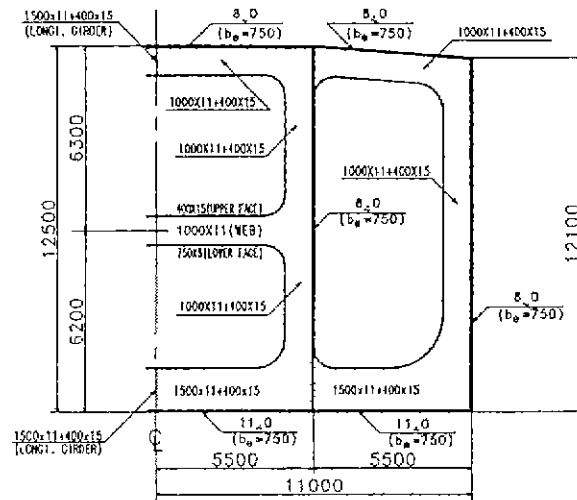 1500x11+400x15
(LONGI. GIRDER)
8.0
(be=750)
8.0
(be=750)
1000X11+400X15
1000X11+400X15
1000X11+400X15
1000X11+400X15
6300
12500
12100
400X15(UPPER FACE)
1000X11(WEB)
750X8(LOWER FACE)
8.0
(be=750)
8.0
(be=750)
1000X11+400X15
6200
1500x11+400x15
1500x11+400x15
1500x11+400x15
(LONGI. GIRDER)
11.0
(be=750)
11.0
(be=750)
5500
5500
11000